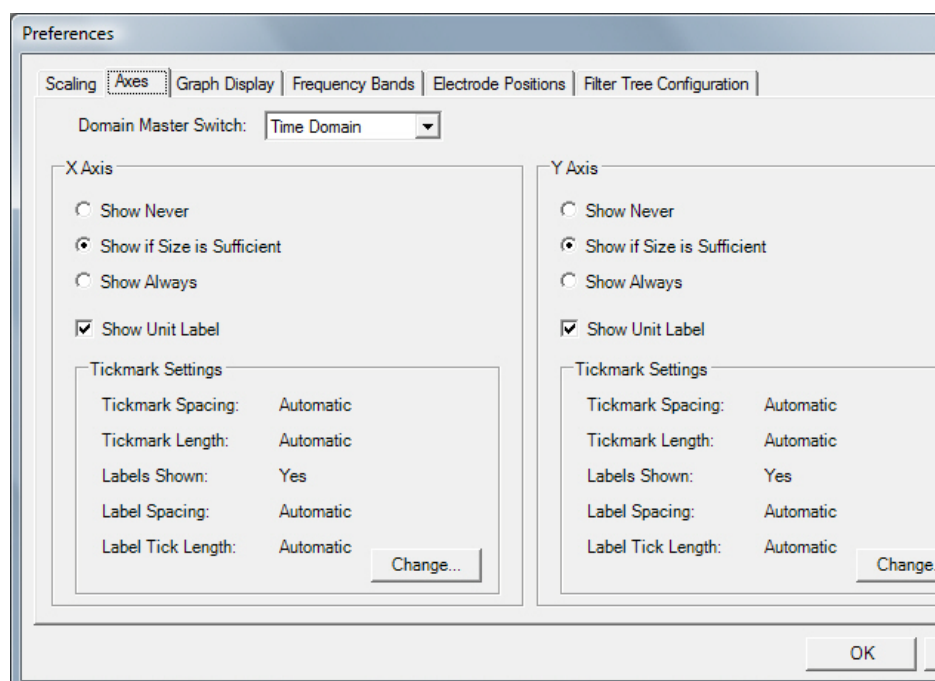 Preferences
Scaling Axes Graph Display Frequency Bands Electrode Positions Filter Tree Configuration
Domain Master Switch: Time Domain
X Axis
Show Never
Show if Size is Sufficient
Show Always
Show Unit Label
Tickmark Settings
Tickmark Spacing: Automatic
Tickmark Length: Automatic
Labels Shown: Yes
Label Spacing: Automatic
Label Tick Length: Automatic
Change...
Y Axis
Show Never
Show if Size is Sufficient
Show Always
Show Unit Label
Tickmark Settings
Tickmark Spacing: Automatic
Tickmark Length: Automatic
Labels Shown: Yes
Label Spacing: Automatic
Label Tick Length: Automatic
Change.
OK